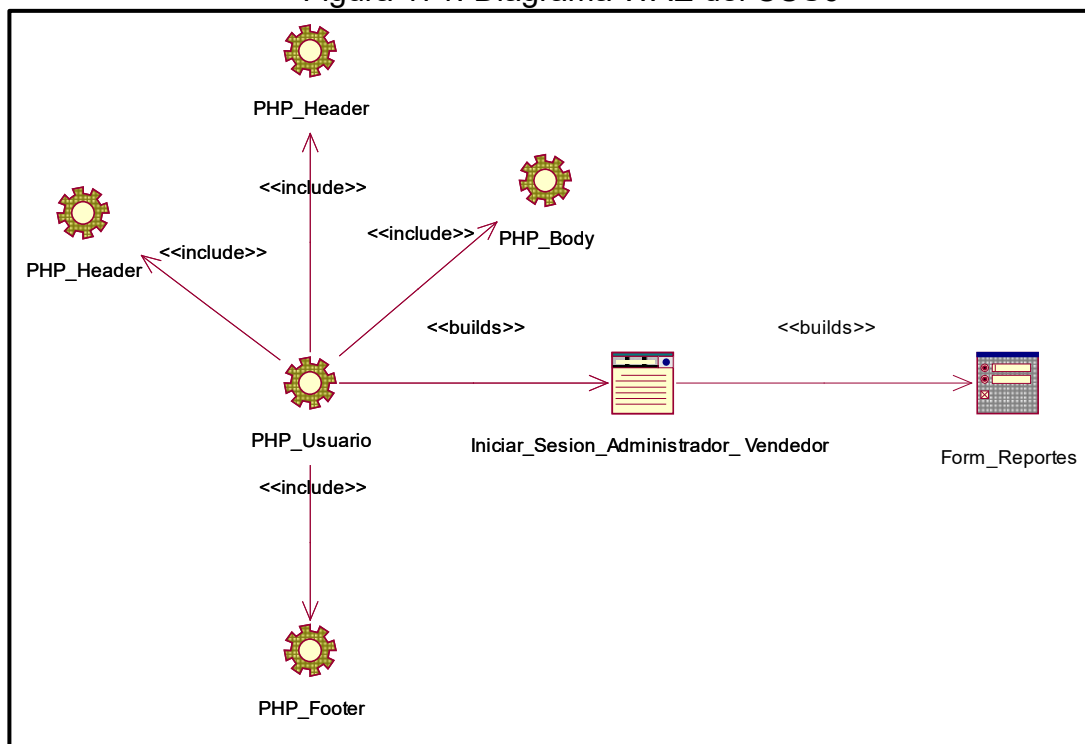 PHP_Header
<<include>>
<<include>>
<<include>>
PHP_Body
PHP_Header
<<builds>>
<<builds>>
PHP_Usuario
Iniciar_Sesion_Administrador_ Vendedor
Form_Reportes
<<include>>
PHP_Footer